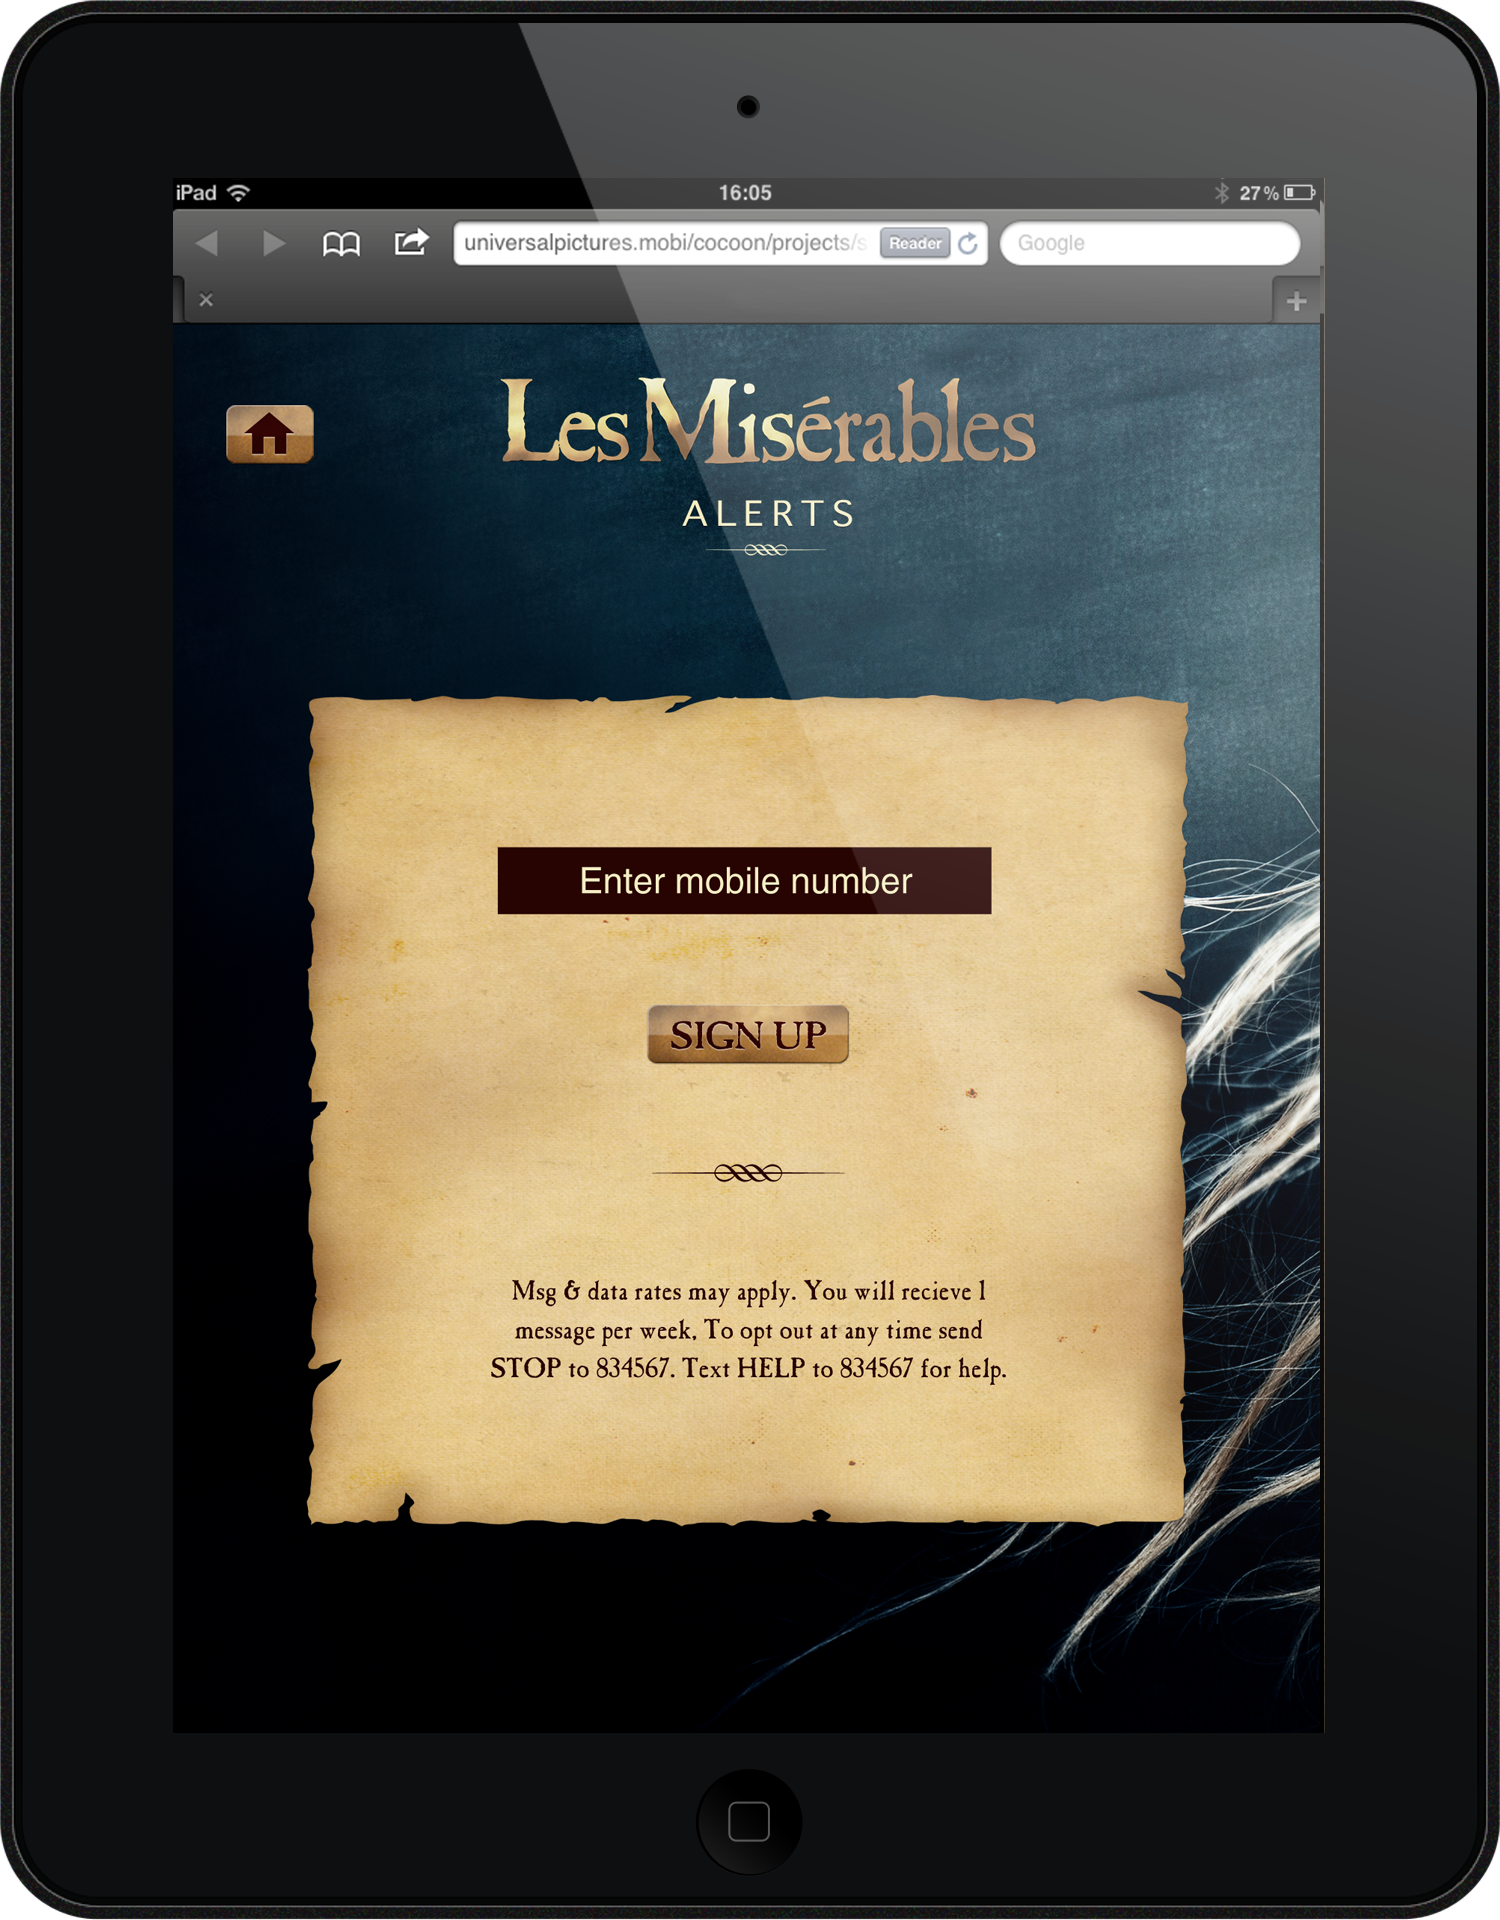 iPad 16:05 27%
universalpictures.mobi/cocoon/projects/s Reader Google
Les Misérables
ALERTS
Enter mobile number
SIGN UP
Msg & data rates may apply. You will recieve 1
message per week, To opt out at any time send
STOP to 834567. Text HELP to 834567 for help.